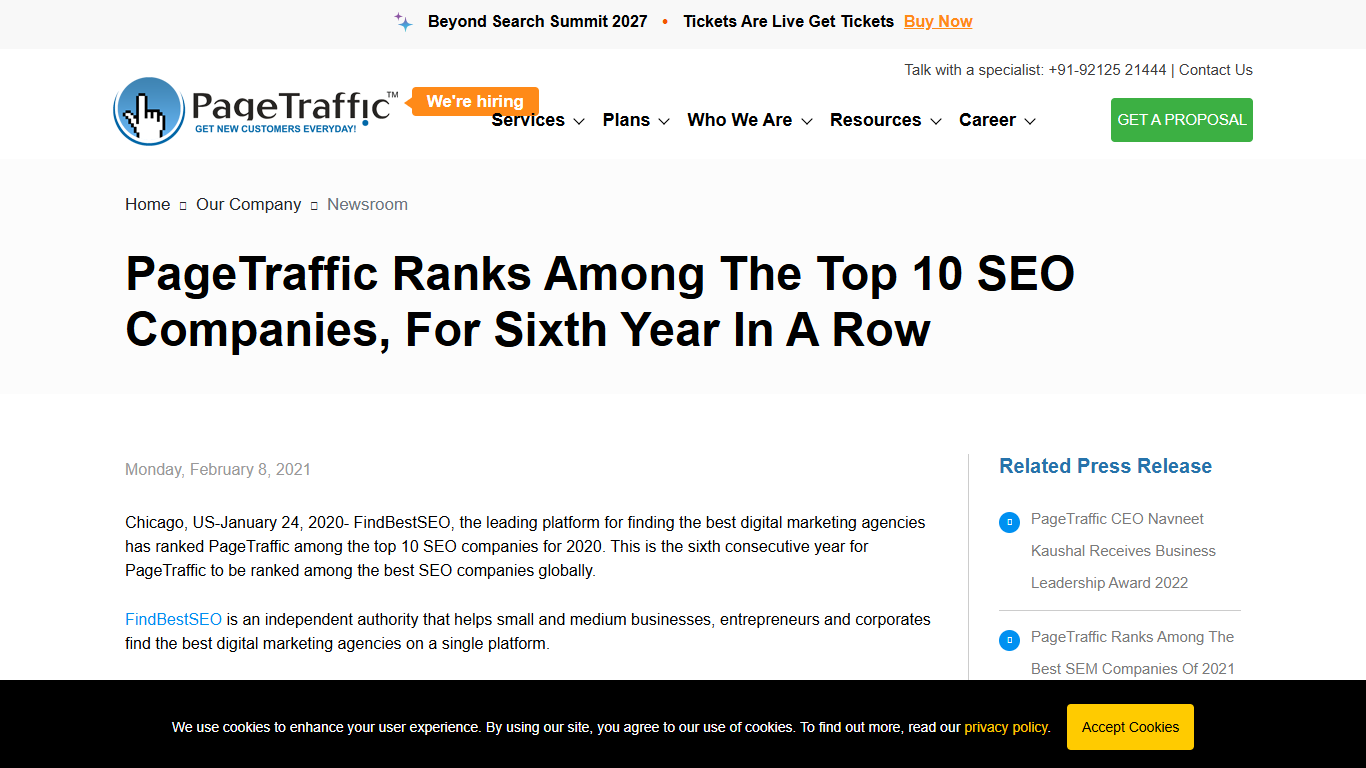 Beyond Search Summit 2027 • Tickets Are Live Get Tickets Buy Now
Talk with a specialist: +91-92125 21444 | Contact Us
PageTraffic™
GET NEW CUSTOMERS EVERYDAY!
We're hiring
Services Plans Who We Are Resources Career
GET A PROPOSAL
Home Our Company Newsroom
PageTraffic Ranks Among The Top 10 SEO
Companies, For Sixth Year In A Row
Monday, February 8, 2021
Chicago, US-January 24, 2020- FindBestSEO, the leading platform for finding the best digital marketing agencies
has ranked PageTraffic among the top 10 SEO companies for 2020. This is the sixth consecutive year for
PageTraffic to be ranked among the best SEO companies globally.
FindBestSEO is an independent authority that helps small and medium businesses, entrepreneurs and corporates
find the best digital marketing agencies on a single platform.
Related Press Release
PageTraffic CEO Navneet
Kaushal Receives Business
Leadership Award 2022
PageTraffic Ranks Among The
Best SEM Companies Of 2021
We use cookies to enhance your user experience. By using our site, you agree to our use of cookies. To find out more, read our privacy policy.
Accept Cookies